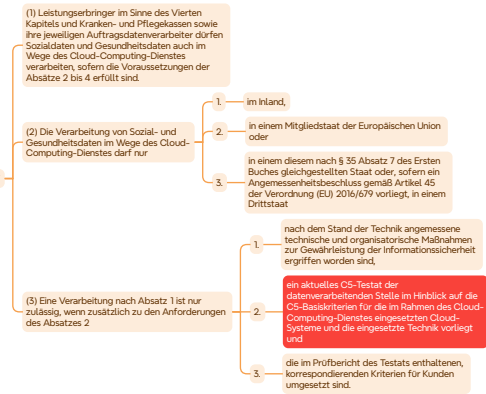 (1) Leistungserbringer im Sinne des Vierten
Kapitels und Kranken- und Pflegekassen sowie
ihre jeweiligen Auftragsdatenverarbeiter dürfen
Sozialdaten und Gesundheitsdaten auch im
Wege des Cloud-Computing-Dienstes
verarbeiten, sofern die Voraussetzungen der
Absätze 2 bis 4 erfüllt sind.
(2) Die Verarbeitung von Sozial- und
Gesundheitsdaten im Wege des Cloud-
Computing-Dienstes darf nur
1.
im Inland,
2.
in einem Mitgliedstaat der Europäischen Union
oder
3.
in einem diesem nach § 35 Absatz 7 des Ersten
Buches gleichgestellten Staat oder, sofern ein
Angemessenheitsbeschluss gemäß Artikel 45
der Verordnung (EU) 2016/679 vorliegt, in einem
Drittstaat
(3) Eine Verarbeitung nach Absatz 1 ist nur
zulässig, wenn zusätzlich zu den Anforderungen
des Absatzes 2
1.
nach dem Stand der Technik angemessene
technische und organisatorische Maßnahmen
zur Gewährleistung der Informationssicherheit
ergriffen worden sind,
2.
ein aktuelles C5-Testat der
datenverarbeitenden Stelle im Hinblick auf die
C5-Basiskriterien für die im Rahmen des Cloud-
Computing-Dienstes eingesetzten Cloud-
Systeme und die eingesetzte Technik vorliegt
und
3.
die im Prüfbericht des Testats enthaltenen,
korrespondierenden Kriterien für Kunden
umgesetzt sind.